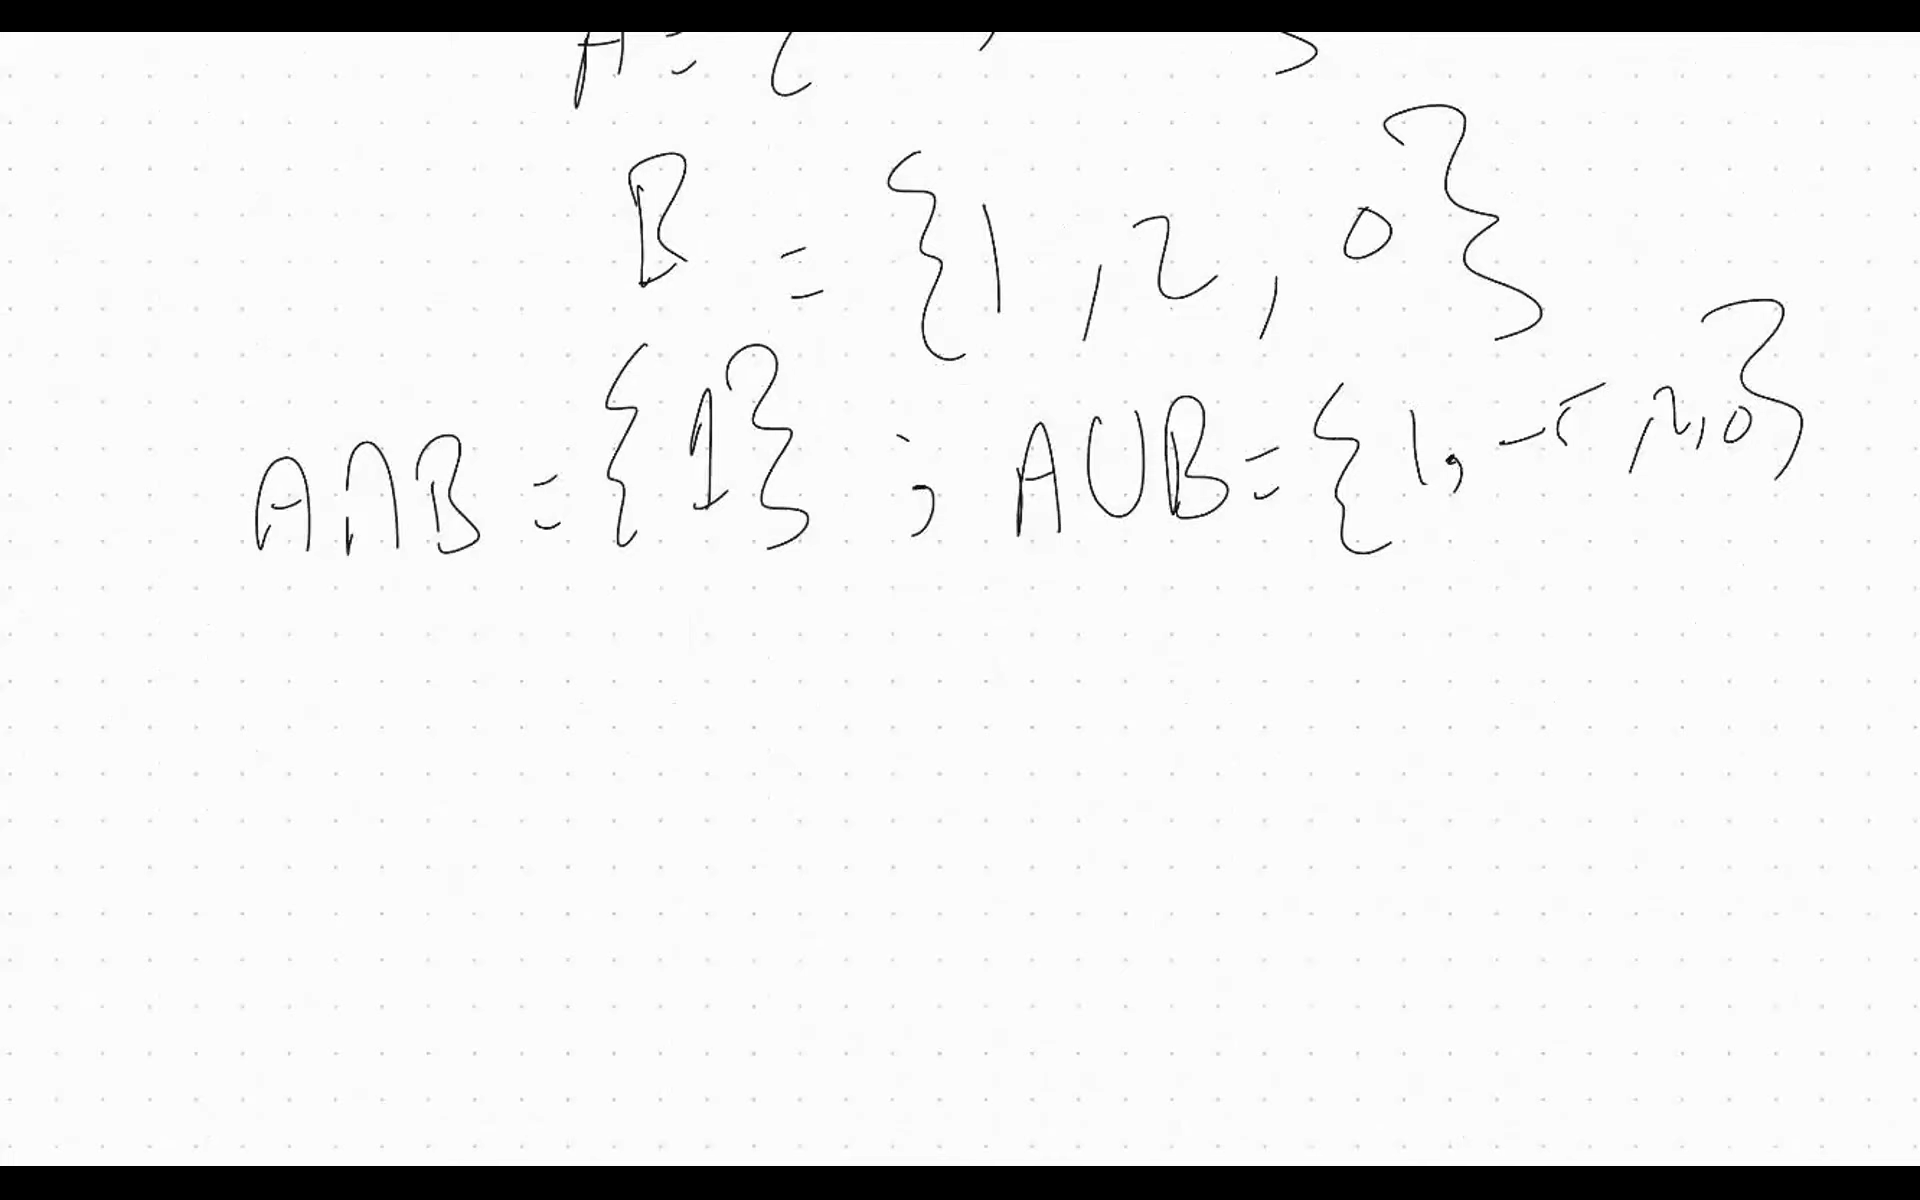 A = { , }
B = {1, 2, 0}
A∩B = {1} ; A∪B = {1, -5, 2, 0}